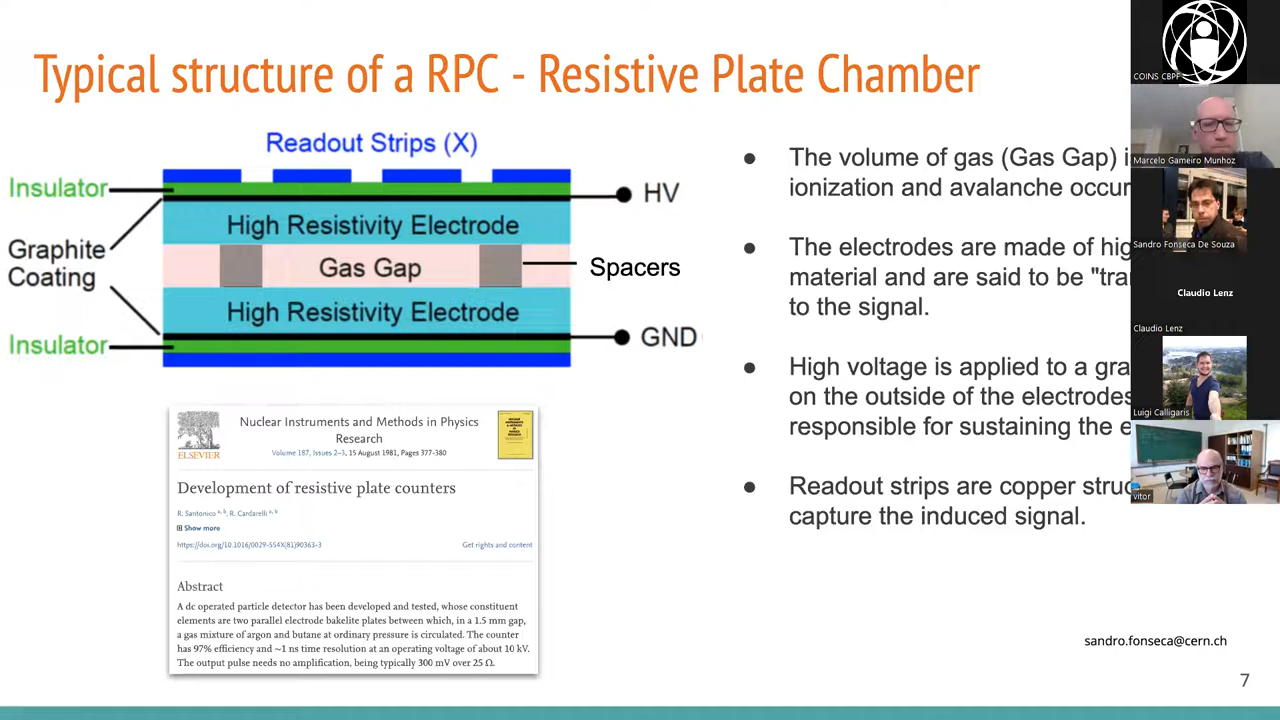 Typical structure of a RPC - Resistive Plate Chamber
Readout Strips (X)
Insulator
HV
High Resistivity Electrode
Graphite
Coating
Gas Gap
Spacers
High Resistivity Electrode
Insulator
GND
Nuclear Instruments and Methods in Physics
Research
Volume 187, Issues 2–3, 15 August 1981, Pages 377-380
ELSEVIER
Development of resistive plate counters
R. Santonico a, b, R. Cardarelli a, b
Show more
https://doi.org/10.1016/0029-554X(81)90363-3
Get rights and content
Abstract
A dc operated particle detector has been developed and tested, whose constituent
elements are two parallel electrode bakelite plates between which, in a 1.5 mm gap,
a gas mixture of argon and butane at ordinary pressure is circulated. The counter
has 97% efficiency and ~1 ns time resolution at an operating voltage of about 10 kV.
The output pulse needs no amplification, being typically 300 mV over 25 Ω.
● The volume of gas (Gas Gap)
ionization and avalanche occur
● The electrodes are made of hig
material and are said to be "tra
to the signal.
● High voltage is applied to a gra
on the outside of the electrodes
responsible for sustaining the e
● Readout strips are copper struc
capture the induced signal.
sandro.fonseca@cern.ch
7
COINS CBPF
Marcelo Gameiro Munhoz
Sandro Fonseca De Souza
Claudio Lenz
Claudio Lenz
Luigi Calligaris
vitor